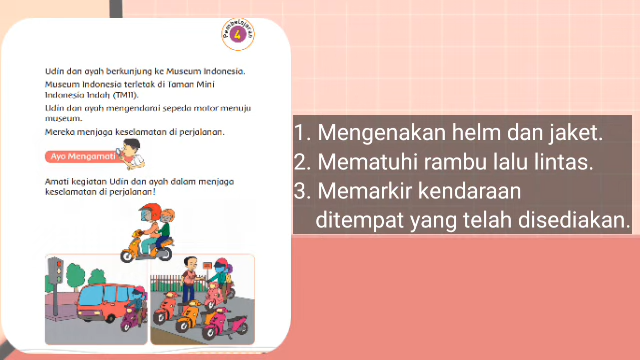 Pembelajaran
4
Udin dan ayah berkunjung ke Museum Indonesia.
Museum Indonesia terletak di Taman Mini
Indonesia Indah (TMII).
Udin dan ayah mengendarai sepeda motor menuju
museum.
Mereka menjaga keselamatan di perjalanan.
Ayo Mengamati
Amati kegiatan Udin dan ayah dalam menjaga
keselamatan di perjalanan!
1. Mengenakan helm dan jaket.
2. Mematuhi rambu lalu lintas.
3. Memarkir kendaraan
ditempat yang telah disediakan.